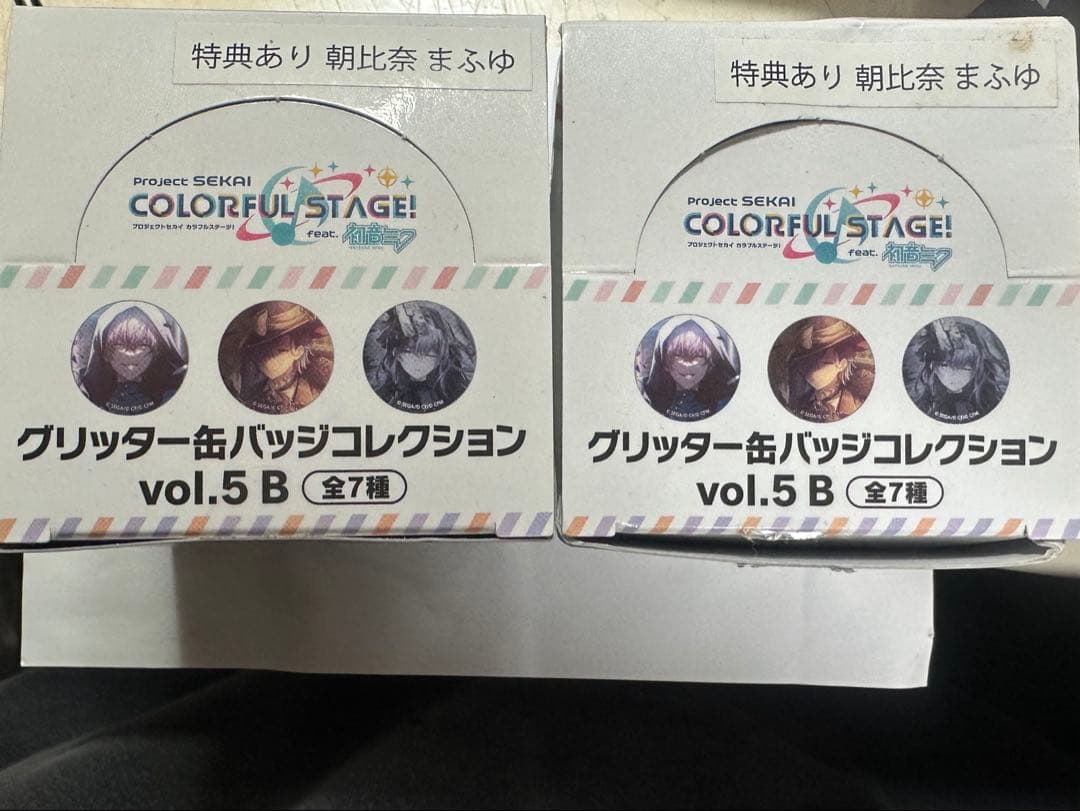 特典あり 朝比奈 まふゆ
Project SEKAI
COLORFUL STAGE!
プロジェクトセカイ カラフルステージ!
feat. 初音ミク
グリッター缶バッジコレクション
vol.5 B 全7種
特典あり 朝比奈 まふゆ
Project SEKAI
COLORFUL STAGE!
プロジェクトセカイ カラフルステージ!
feat. 初音ミク
グリッター缶バッジコレクション
vol.5 B 全7種